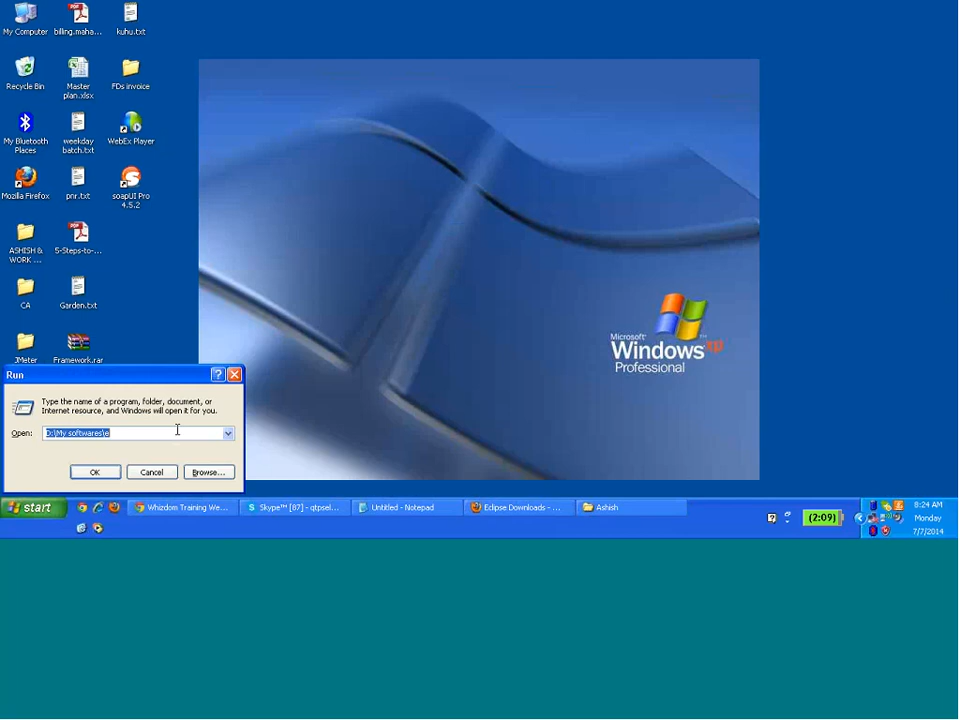 My Computer
billing.maha...
kuhu.txt
Recycle Bin
Master
plan.xlsx
FDs invoice
My Bluetooth
Places
weekday
batch.txt
WebEx Player
Mozilla Firefox
pnr.txt
soapUI Pro
4.5.2
ASHISH &
WORK ...
5-Steps-to-...
CA
Garden.txt
JMeter
Framework.rar
Microsoft
Windows xp
Professional
Run
Type the name of a program, folder, document, or
Internet resource, and Windows will open it for you.
Open: D:\My softwares\e
OK Cancel Browse...
start
Whizdom Training We...
Skype™ [87] - qtpsel...
Untitled - Notepad
Eclipse Downloads - ...
Ashish
(2:09)
8:24 AM
Monday
7/7/2014